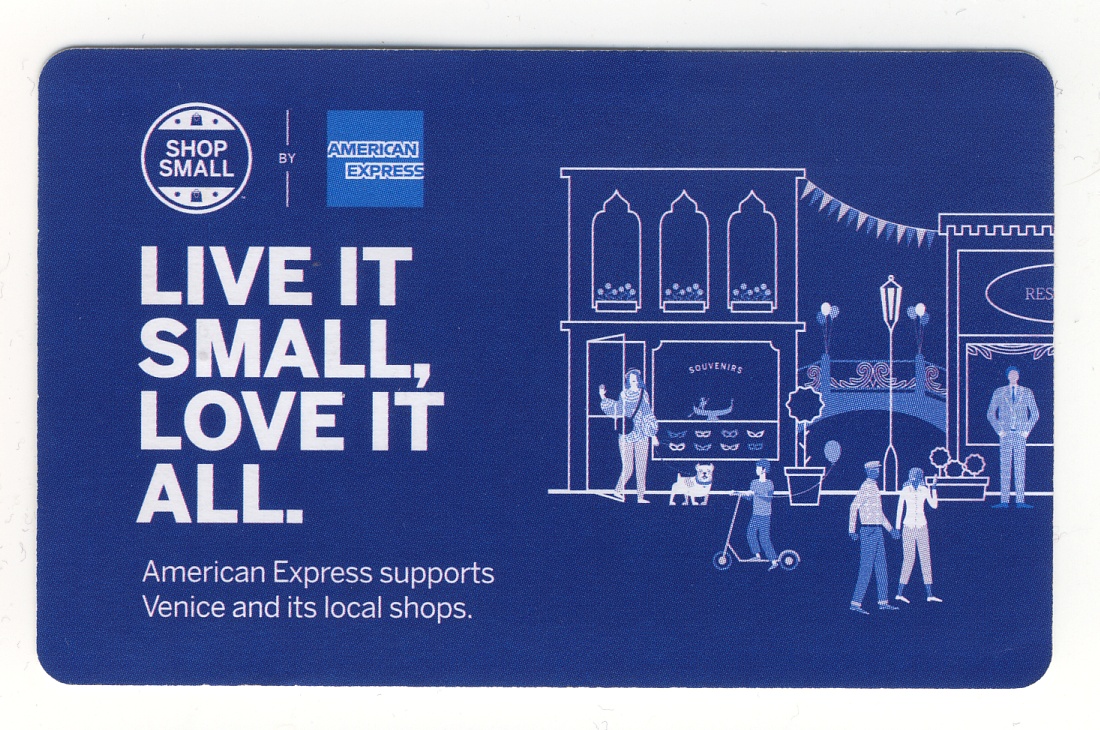 SHOP
SMALL
BY
AMERICAN
EXPRESS
LIVE IT
SMALL,
LOVE IT
ALL.
American Express supports
Venice and its local shops.
SOUVENIRS
RES